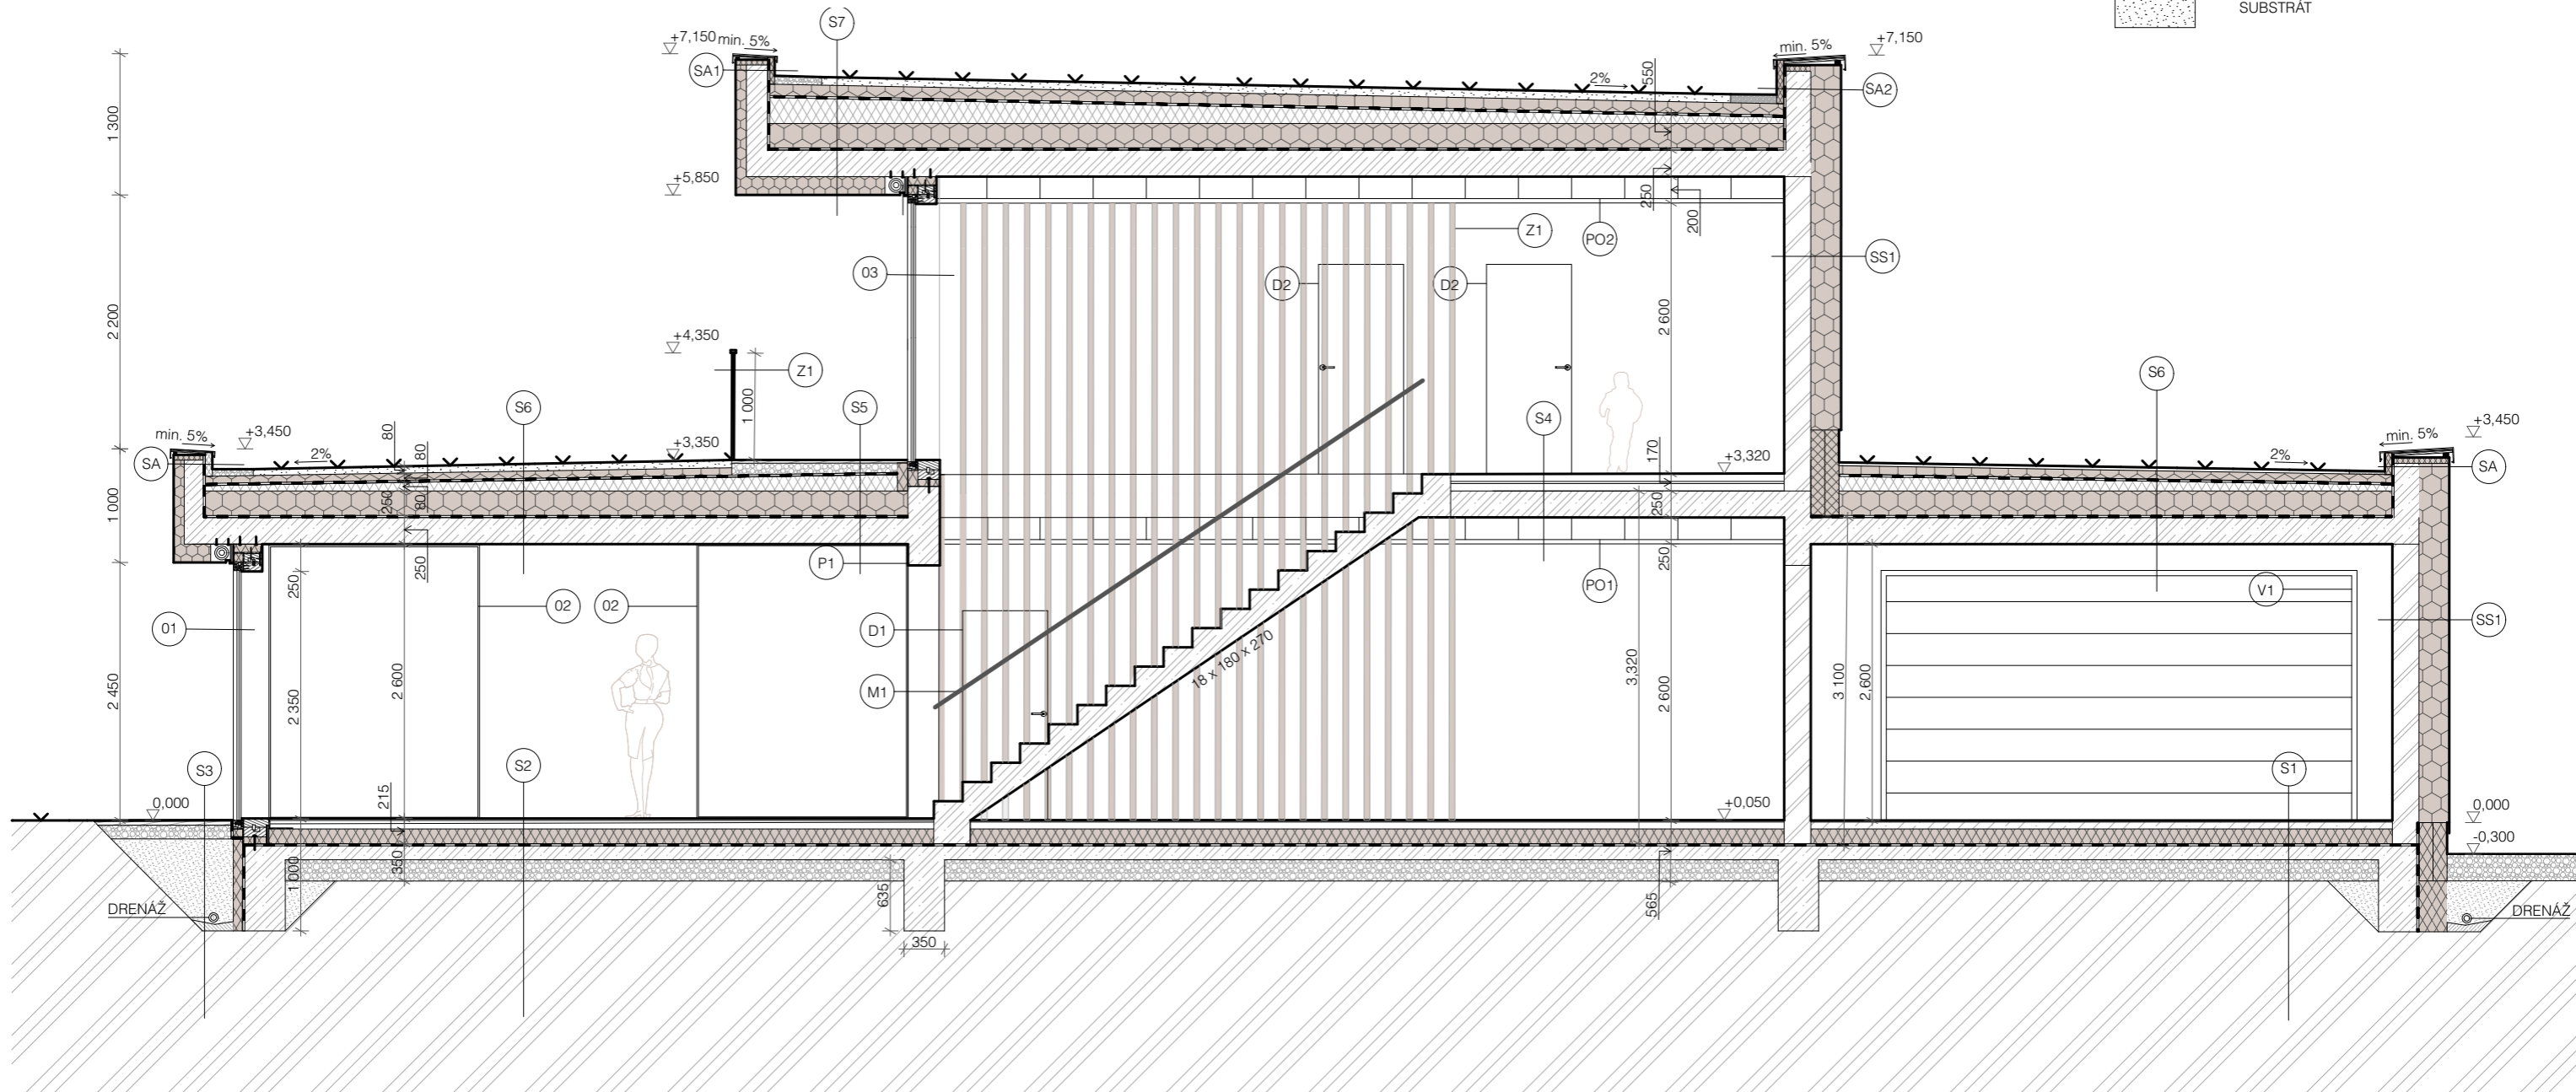 SUBSTRÁT
S7
+7,150
min. 5%
min. 5%
+7,150
SA1
2%
550
SA2
1 300
+5,850
250
200
Z1
PO2
03
SS1
D2
D2
2 200
2 600
+4,350
Z1
1 000
S6
S5
S4
S6
min. 5%
+3,450
80
80
+3,350
170
+3,320
+3,450
min. 5%
SA
2%
2%
SA
1 000
250
80
250
250
P1
250
250
PO1
V1
02
02
01
D1
SS1
18 x 180 x 270
2 450
2 350
2 600
M1
3,320
2 600
3 100
2,600
S3
S2
S1
0,000
215
+0,050
0,000
-0,300
1 000
350
635
565
DRENÁŽ
DRENÁŽ
350